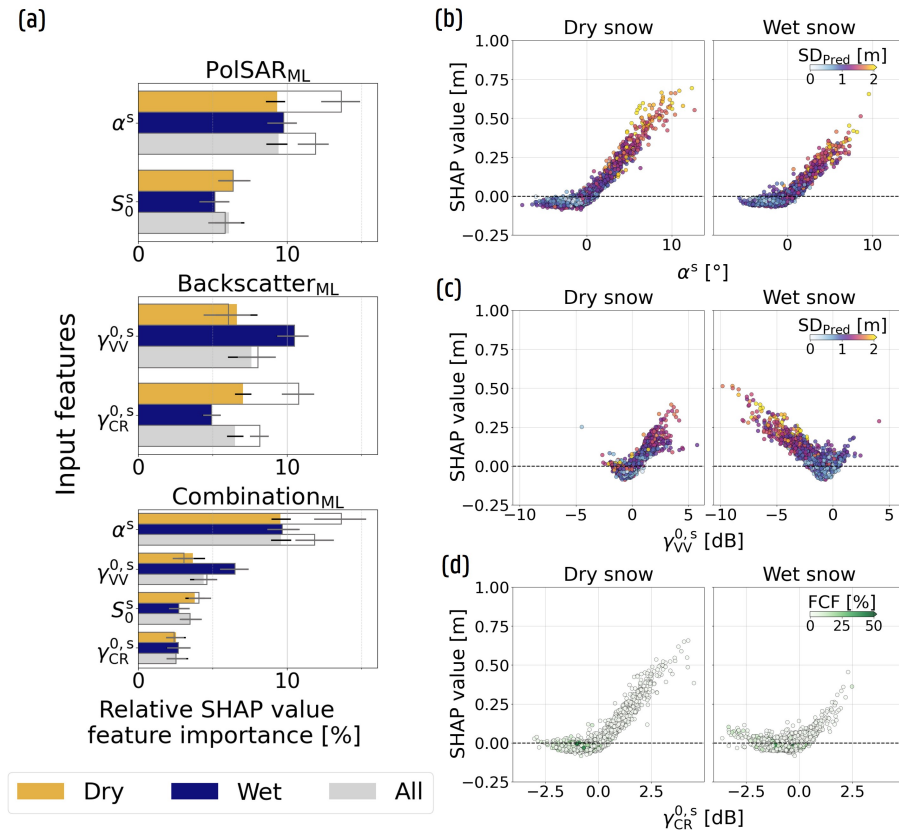 (a)
PolSAR_ML
α^s
S_0^s
0 10
Backscatter_ML
γ_VV^0,s
γ_CR^0,s
0 10
Combination_ML
α^s
γ_VV^0,s
S_0^s
γ_CR^0,s
0 10
Input features
Relative SHAP value
feature importance [%]
Dry Wet All
(b)
Dry snow Wet snow
SHAP value [m]
1.00
0.75
0.50
0.25
0.00
−0.25
SD_Pred [m]
0 1 2
0 10 0 10
α^s [°]
(c)
Dry snow Wet snow
SHAP value [m]
1.00
0.75
0.50
0.25
0.00
−0.25
SD_Pred [m]
0 1 2
−10 −5 0 5 −10 −5 0 5
γ_VV^0,s [dB]
(d)
Dry snow Wet snow
SHAP value [m]
1.00
0.75
0.50
0.25
0.00
−0.25
FCF [%]
0 25 50
−2.5 0.0 2.5 −2.5 0.0 2.5
γ_CR^0,s [dB]